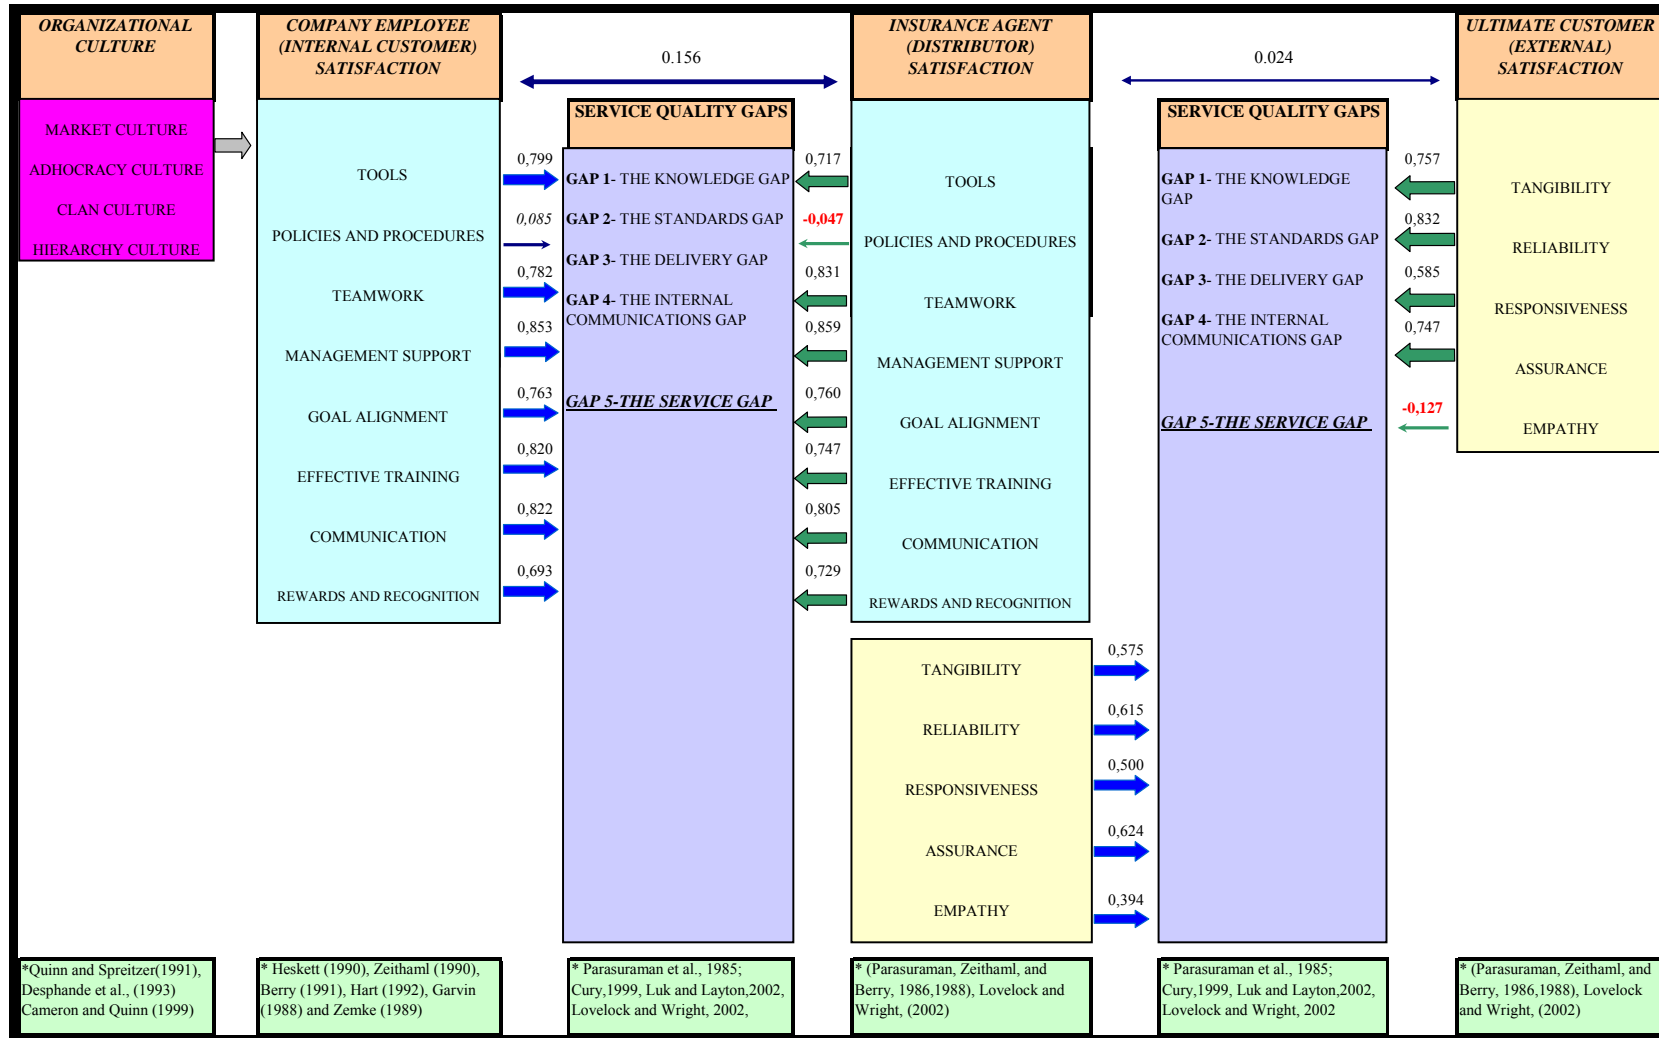 ORGANIZATIONAL
CULTURE
MARKET CULTURE
ADHOCRACY CULTURE
CLAN CULTURE
HIERARCHY CULTURE
COMPANY EMPLOYEE
(INTERNAL CUSTOMER)
SATISFACTION
TOOLS
POLICIES AND PROCEDURES
TEAMWORK
MANAGEMENT SUPPORT
GOAL ALIGNMENT
EFFECTIVE TRAINING
COMMUNICATION
REWARDS AND RECOGNITION
0,799
0,085
0,782
0,853
0,763
0,820
0,822
0,693
0.156
SERVICE QUALITY GAPS
GAP 1- THE KNOWLEDGE GAP
GAP 2- THE STANDARDS GAP
GAP 3- THE DELIVERY GAP
GAP 4- THE INTERNAL
COMMUNICATIONS GAP
GAP 5-THE SERVICE GAP
0,717
-0,047
0,831
0,859
0,760
0,747
0,805
0,729
INSURANCE AGENT
(DISTRIBUTOR)
SATISFACTION
TOOLS
POLICIES AND PROCEDURES
TEAMWORK
MANAGEMENT SUPPORT
GOAL ALIGNMENT
EFFECTIVE TRAINING
COMMUNICATION
REWARDS AND RECOGNITION
TANGIBILITY
RELIABILITY
RESPONSIVENESS
ASSURANCE
EMPATHY
0,575
0,615
0,500
0,624
0,394
0.024
SERVICE QUALITY GAPS
GAP 1- THE KNOWLEDGE
GAP
GAP 2- THE STANDARDS GAP
GAP 3- THE DELIVERY GAP
GAP 4- THE INTERNAL
COMMUNICATIONS GAP
GAP 5-THE SERVICE GAP
0,757
0,832
0,585
0,747
-0,127
ULTIMATE CUSTOMER
(EXTERNAL)
SATISFACTION
TANGIBILITY
RELIABILITY
RESPONSIVENESS
ASSURANCE
EMPATHY
*Quinn and Spreitzer(1991),
Desphande et al., (1993)
Cameron and Quinn (1999)
* Heskett (1990), Zeithaml (1990),
Berry (1991), Hart (1992), Garvin
(1988) and Zemke (1989)
* Parasuraman et al., 1985;
Cury,1999, Luk and Layton,2002,
Lovelock and Wright, 2002,
* (Parasuraman, Zeithaml, and
Berry, 1986,1988), Lovelock and
Wright, (2002)
* Parasuraman et al., 1985;
Cury,1999, Luk and Layton,2002,
Lovelock and Wright, 2002
* (Parasuraman, Zeithaml, and
Berry, 1986,1988), Lovelock
and Wright, (2002)